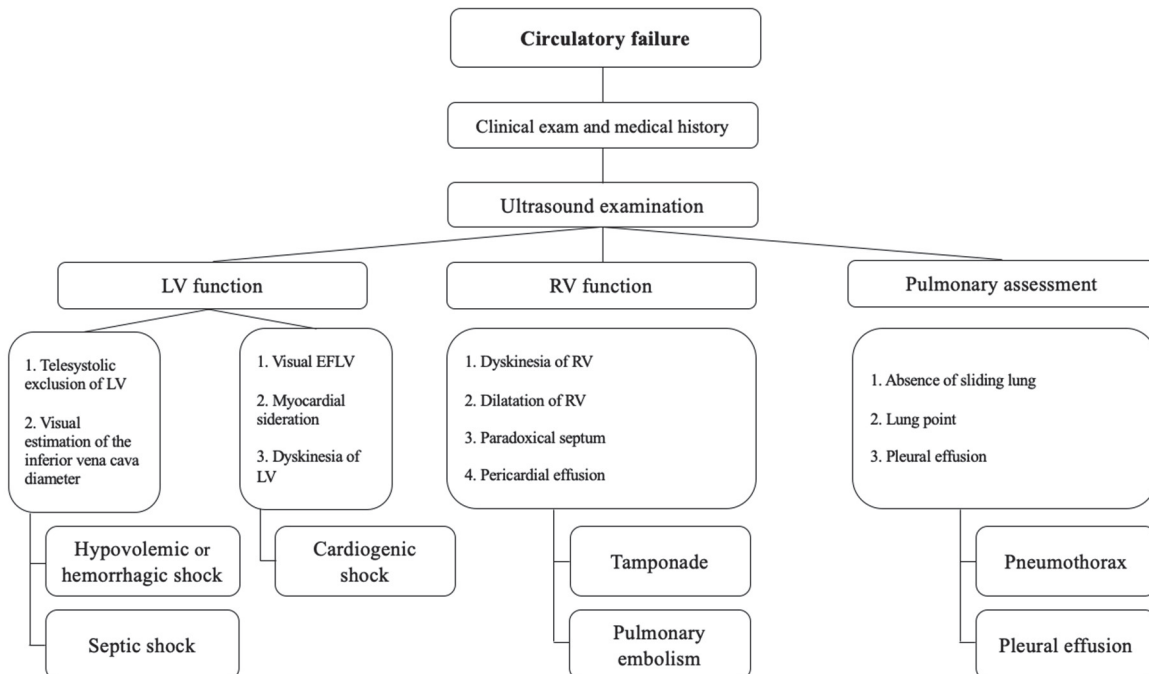 Circulatory failure
Clinical exam and medical history
Ultrasound examination
LV function
RV function
Pulmonary assessment
1. Telesystolic
exclusion of LV
2. Visual
estimation of the
inferior vena cava
diameter
1. Visual EFLV
2. Myocardial
sideration
3. Dyskinesia of
LV
1. Dyskinesia of RV
2. Dilatation of RV
3. Paradoxical septum
4. Pericardial effusion
1. Absence of sliding lung
2. Lung point
3. Pleural effusion
Hypovolemic or
hemorrhagic shock
Septic shock
Cardiogenic
shock
Tamponade
Pulmonary
embolism
Pneumothorax
Pleural effusion